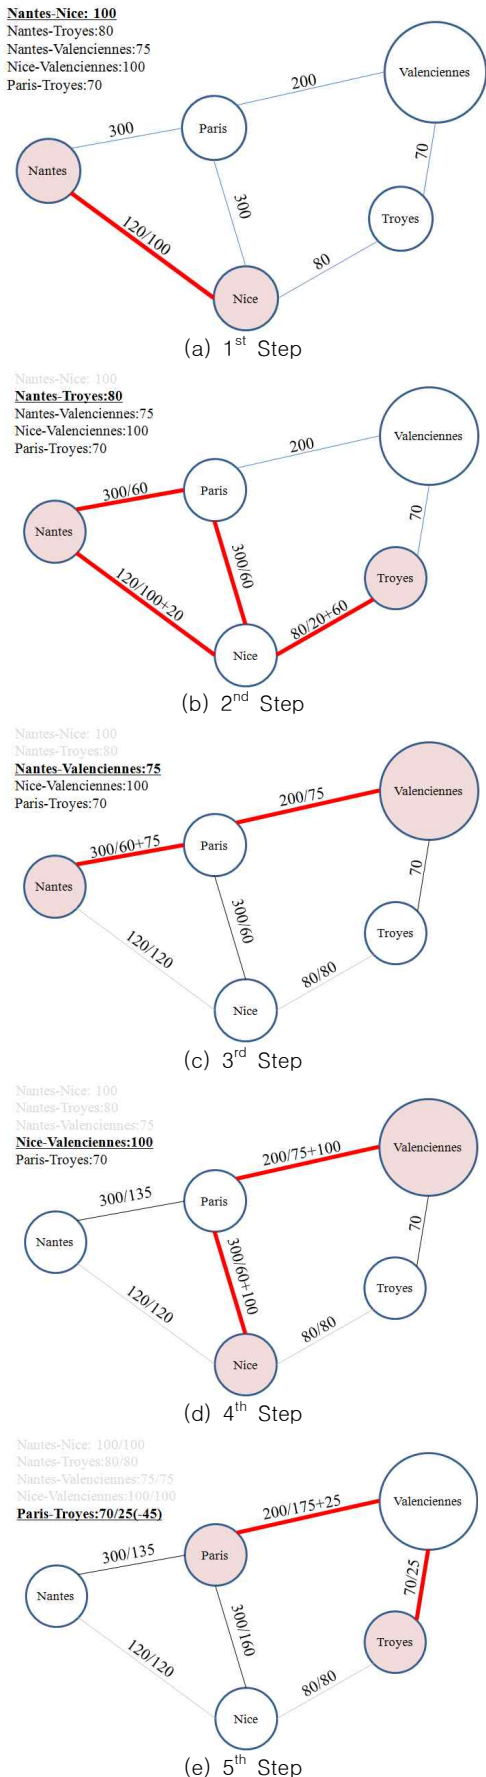 Nantes-Nice: 100
Nantes-Troyes:80
Nantes-Valenciennes:75
Nice-Valenciennes:100
Paris-Troyes:70
Valenciennes
200
300
Paris
70
Nantes
300
120/100
Troyes
80
Nice
(a) 1st Step
Nantes-Nice: 100
Nantes-Troyes:80
Nantes-Valenciennes:75
Nice-Valenciennes:100
Paris-Troyes:70
Valenciennes
200
300/60
Paris
70
Nantes
300/60
120/100+20
Troyes
80/20+60
Nice
(b) 2nd Step
Nantes-Nice: 100
Nantes-Troyes:80
Nantes-Valenciennes:75
Nice-Valenciennes:100
Paris-Troyes:70
Valenciennes
200/75
300/60+75
Paris
70
Nantes
300/60
120/120
Troyes
80/80
Nice
(c) 3rd Step
Nantes-Nice: 100
Nantes-Troyes:80
Nantes-Valenciennes:75
Nice-Valenciennes:100
Paris-Troyes:70
Valenciennes
200/75+100
300/135
Paris
70
Nantes
300/60+100
120/120
Troyes
80/80
Nice
(d) 4th Step
Nantes-Nice: 100/100
Nantes-Troyes:80/80
Nantes-Valenciennes:75/75
Nice-Valenciennes:100/100
Paris-Troyes:70/25(-45)
Valenciennes
200/175+25
300/135
Paris
70/25
Nantes
300/160
120/120
Troyes
80/80
Nice
(e) 5th Step